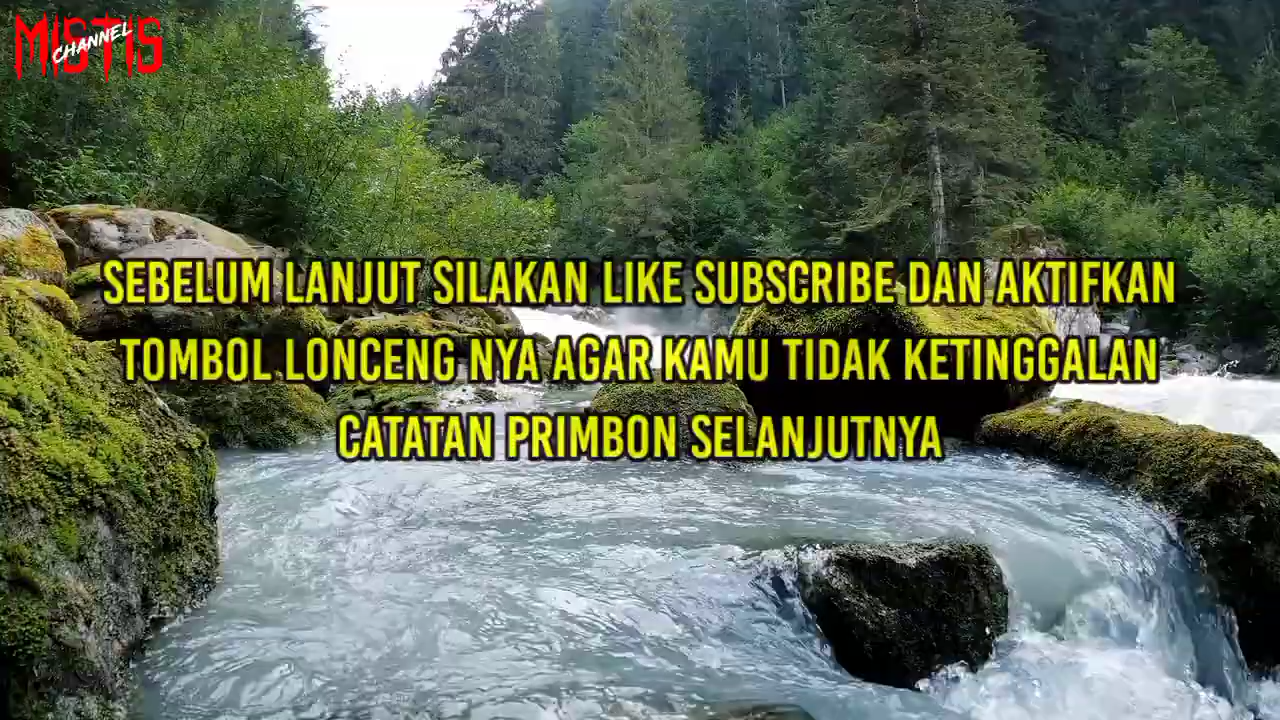 MISTIS
CHANNEL
SEBELUM LANJUT SILAKAN LIKE SUBSCRIBE DAN AKTIFKAN
TOMBOL LONCENG NYA AGAR KAMU TIDAK KETINGGALAN
CATATAN PRIMBON SELANJUTNYA